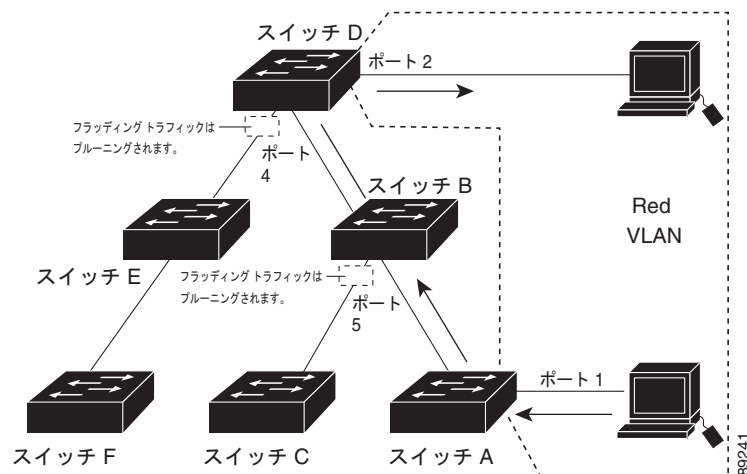 スイッチ D
ポート 2
フラッディング トラフィックは
プルーニングされます。
ポート
4
スイッチ B
Red
VLAN
スイッチ E
フラッディング トラフィックは
プルーニングされます。
ポート
5
ポート 1
スイッチ F
スイッチ C
スイッチ A
89241